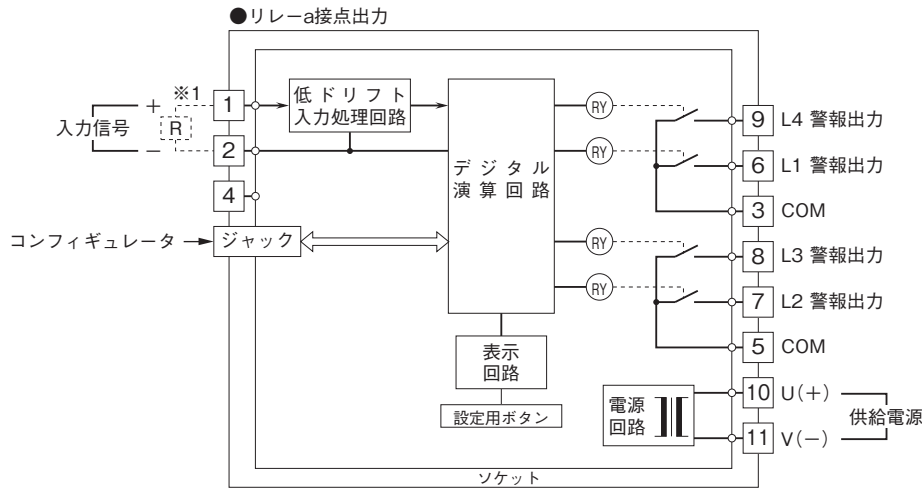 ●リレーa接点出力
※1
+
入力信号
R
−
1
2
4
低ドリフト
入力処理回路
デジタル
演算回路
コンフィギュレータ
ジャック
RY
RY
RY
RY
表示
回路
設定用ボタン
電源
回路
9 L4 警報出力
6 L1 警報出力
3 COM
8 L3 警報出力
7 L2 警報出力
5 COM
10 U(+)
供給電源
11 V(−)
ソケット